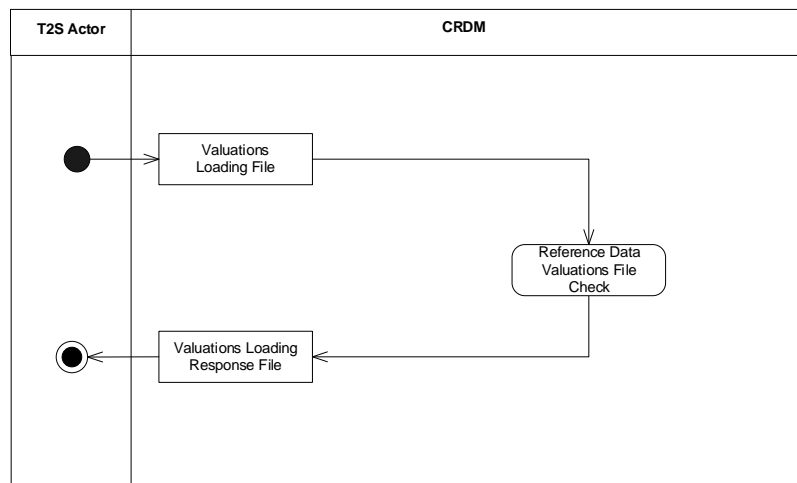 T2S Actor
CRDM
Valuations
Loading File
Reference Data
Valuations File
Check
Valuations Loading
Response File